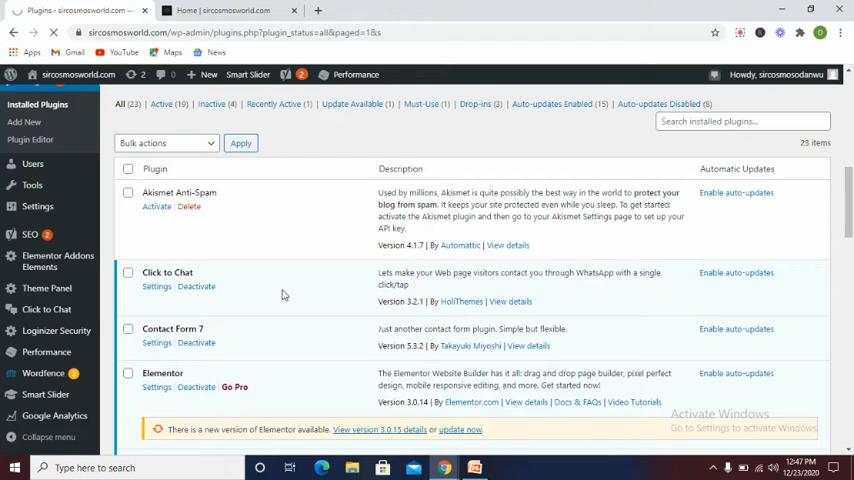 Plugins ‹ sircosmosworld.com —
Home | sircosmosworld.com
sircosmosworld.com/wp-admin/plugins.php?plugin_status=all&paged=1&s
Apps Gmail YouTube Maps News
sircosmosworld.com 2 0 New Smart Slider 2 Performance Howdy, sircosmosodanwu
Installed Plugins
Add New
Plugin Editor
Users
Tools
Settings
SEO 2
Elementor Addons
Elements
Theme Panel
Click to Chat
Loginizer Security
Performance
Wordfence 2
Smart Slider
Google Analytics
Collapse menu
All (23) | Active (19) | Inactive (4) | Recently Active (1) | Update Available (1) | Must-Use (1) | Drop-ins (3) | Auto-updates Enabled (15) | Auto-updates Disabled (8)
Search installed plugins...
Bulk actions Apply 23 items
Plugin Description Automatic Updates
Akismet Anti-Spam
Activate | Delete
Used by millions, Akismet is quite possibly the best way in the world to protect your
blog from spam. It keeps your site protected even while you sleep. To get started:
activate the Akismet plugin and then go to your Akismet Settings page to set up your
API key.
Version 4.1.7 | By Automattic | View details
Enable auto-updates
Click to Chat
Settings | Deactivate
Lets make your Web page visitors contact you through WhatsApp with a single
click/tap
Version 3.2.1 | By HoliThemes | View details
Enable auto-updates
Contact Form 7
Settings | Deactivate
Just another contact form plugin. Simple but flexible.
Version 5.3.2 | By Takayuki Miyoshi | View details
Enable auto-updates
Elementor
Settings | Deactivate | Go Pro
The Elementor Website Builder has it all: drag and drop page builder, pixel perfect
design, mobile responsive editing, and more. Get started now!
Version 3.0.14 | By Elementor.com | View details | Docs & FAQs | Video Tutorials
Enable auto-updates
There is a new version of Elementor available. View version 3.0.15 details or update now.
Activate Windows
Go to Settings to activate Windows.
Type here to search
12:47 PM
12/23/2020